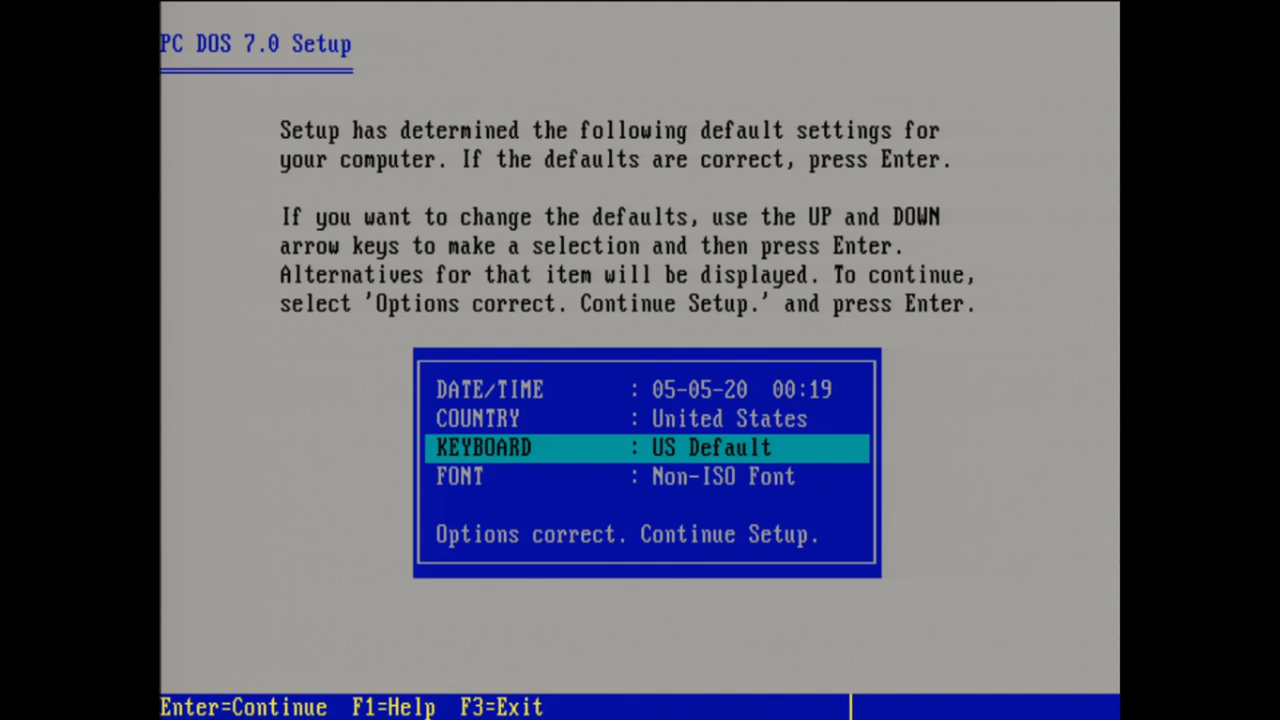 PC DOS 7.0 Setup
Setup has determined the following default settings for
your computer. If the defaults are correct, press Enter.
If you want to change the defaults, use the UP and DOWN
arrow keys to make a selection and then press Enter.
Alternatives for that item will be displayed. To continue,
select 'Options correct. Continue Setup.' and press Enter.
DATE/TIME : 05-05-20 00:19
COUNTRY : United States
KEYBOARD : US Default
FONT : Non-ISO Font
Options correct. Continue Setup.
Enter=Continue F1=Help F3=Exit